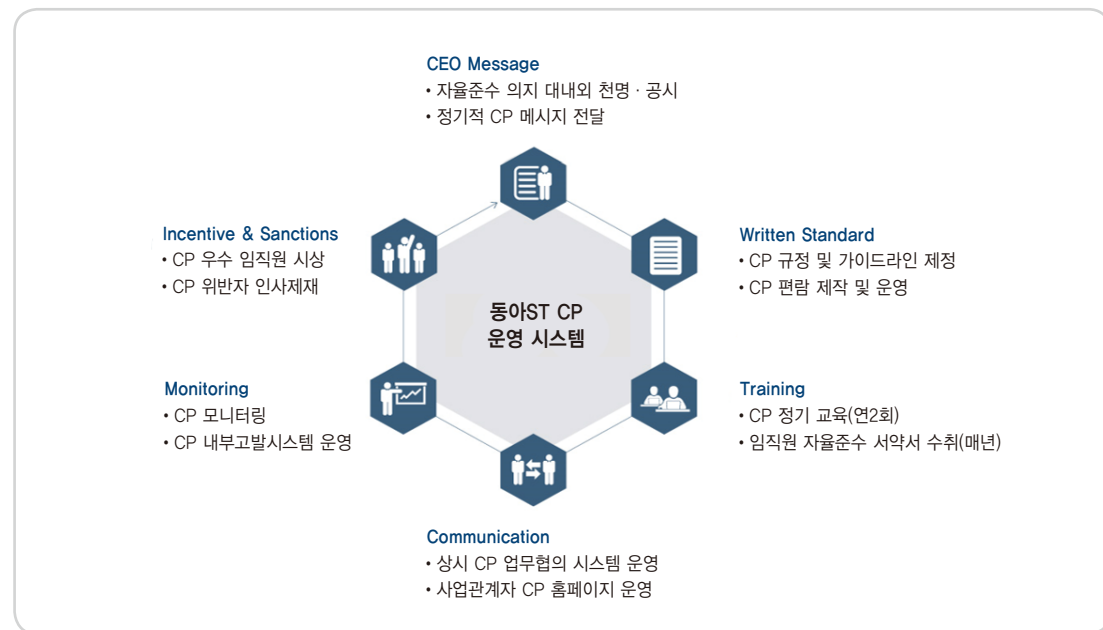 CEO Message
• 자율준수 의지 대내외 천명 · 공시
• 정기적 CP 메시지 전달
Incentive & Sanctions
• CP 우수 임직원 시상
• CP 위반자 인사제재
Written Standard
• CP 규정 및 가이드라인 제정
• CP 편람 제작 및 운영
동아ST CP
운영 시스템
Monitoring
• CP 모니터링
• CP 내부고발시스템 운영
Training
• CP 정기 교육(연2회)
• 임직원 자율준수 서약서 수취(매년)
Communication
• 상시 CP 업무협의 시스템 운영
• 사업관계자 CP 홈페이지 운영